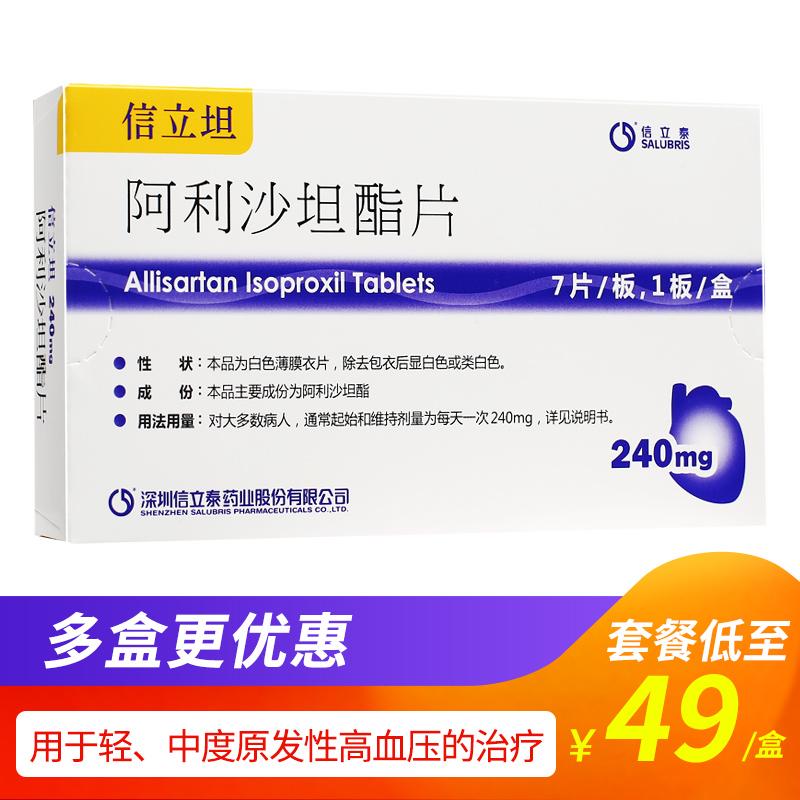 信立坦
信立泰
SALUBRIS
阿利沙坦酯片
Allisartan Isoproxil Tablets
7片/板,1板/盒
信立坦 240mg
阿利沙坦酯片
性 状：本品为白色薄膜衣片，除去包衣后显白色或类白色。
成 份：本品主要成份为阿利沙坦酯
用法用量：对大多数病人，通常起始和维持剂量为每天一次240mg，详见说明书。
240mg
深圳信立泰药业股份有限公司
SHENZHEN SALUBRIS PHARMACEUTICALS CO.,LTD.
多盒更优惠
套餐低至
用于轻、中度原发性高血压的治疗
¥49/盒